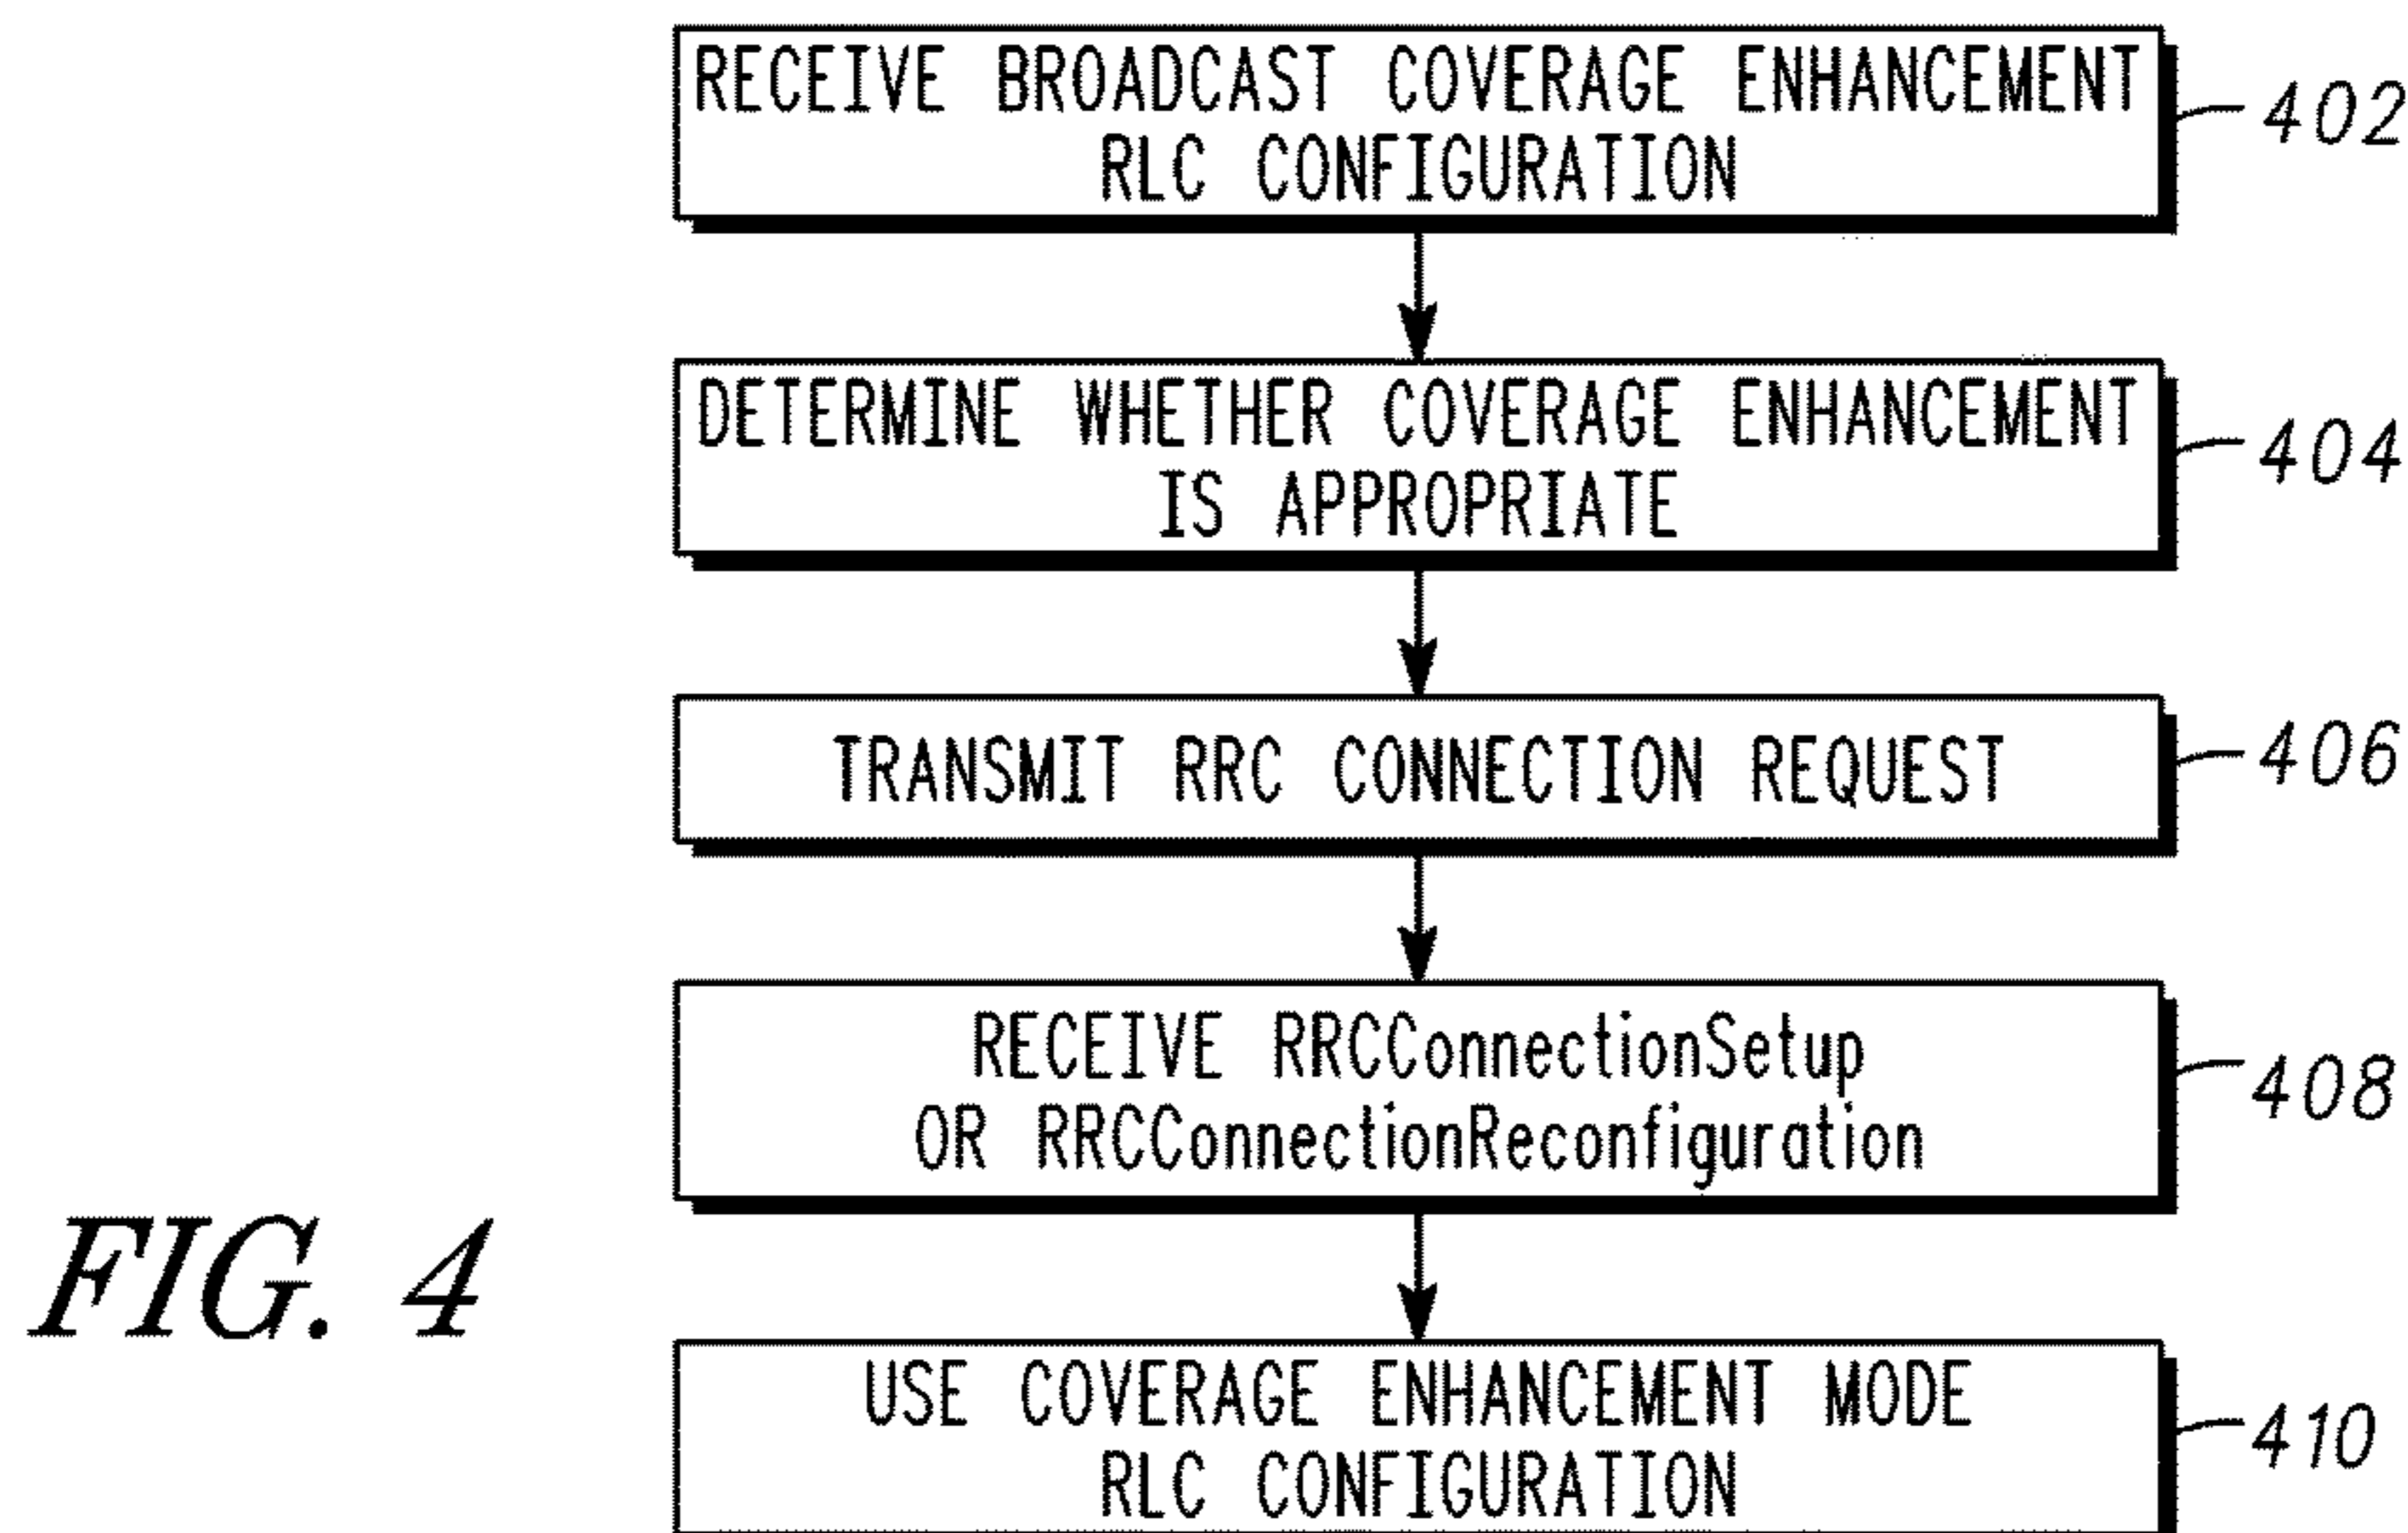 RECEIVE BROADCAST COVERAGE ENHANCEMENT
RLC CONFIGURATION
402
DETERMINE WHETHER COVERAGE ENHANCEMENT
IS APPROPRIATE
404
TRANSMIT RRC CONNECTION REQUEST
406
RECEIVE RRCConnectionSetup
OR RRCConnectionReconfiguration
408
USE COVERAGE ENHANCEMENT MODE
RLC CONFIGURATION
410
FIG. 4